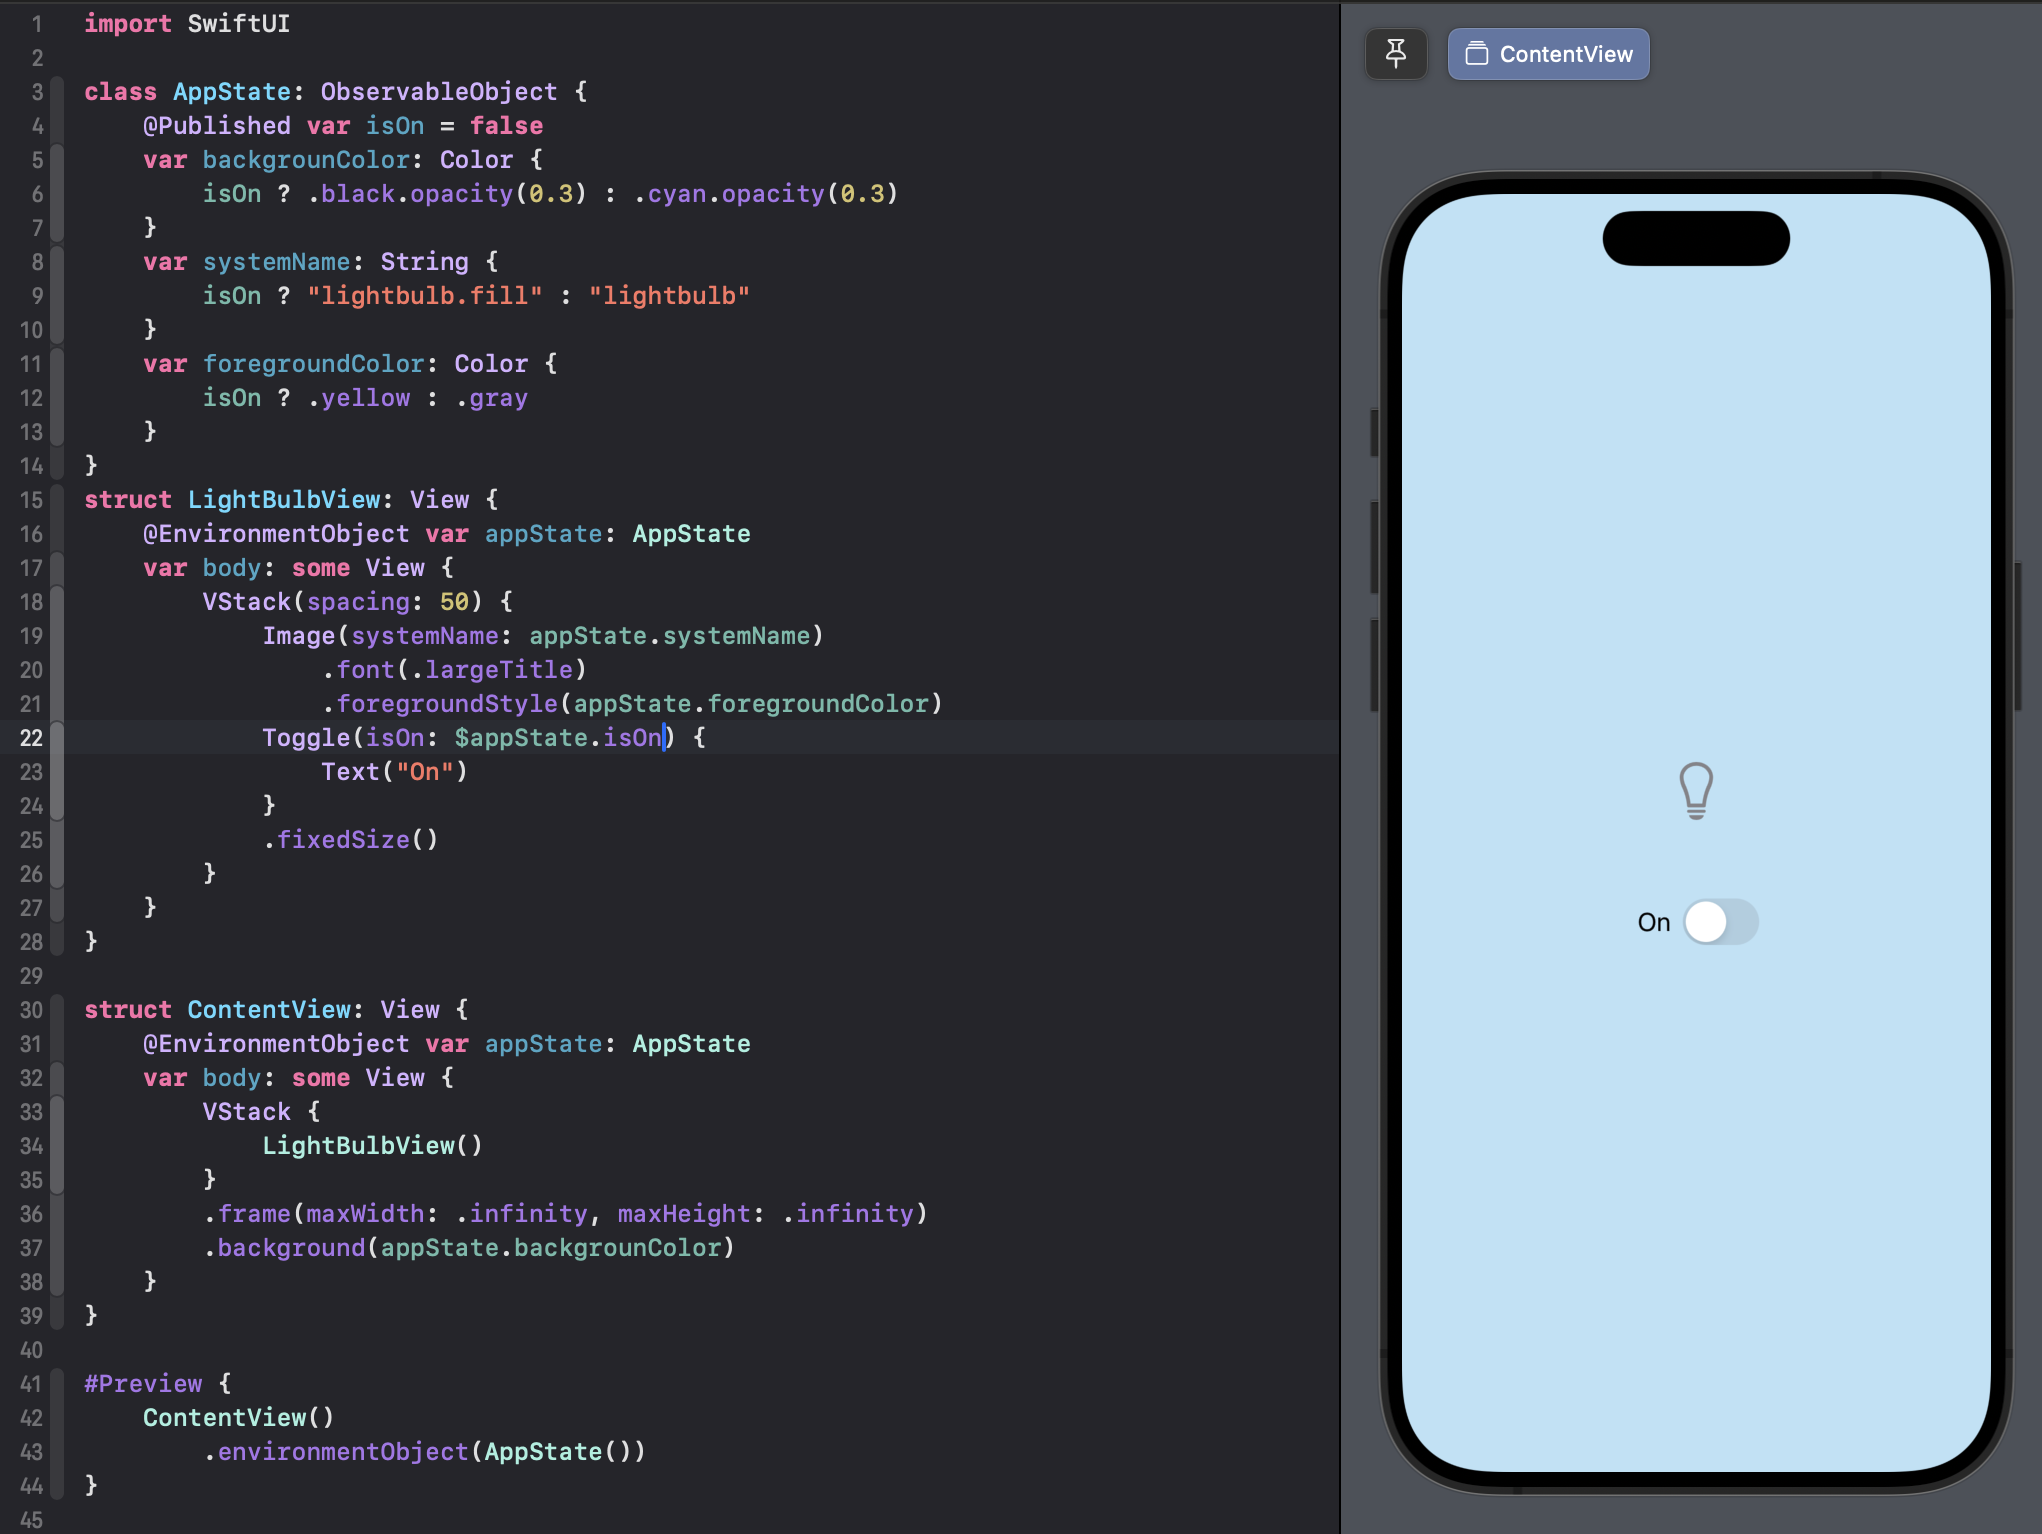 1 import SwiftUI
2
3 class AppState: ObservableObject {
4     @Published var isOn = false
5     var backgrounColor: Color {
6         isOn ? .black.opacity(0.3) : .cyan.opacity(0.3)
7     }
8     var systemName: String {
9         isOn ? "lightbulb.fill" : "lightbulb"
10     }
11     var foregroundColor: Color {
12         isOn ? .yellow : .gray
13     }
14 }
15 struct LightBulbView: View {
16     @EnvironmentObject var appState: AppState
17     var body: some View {
18         VStack(spacing: 50) {
19             Image(systemName: appState.systemName)
20                 .font(.largeTitle)
21                 .foregroundStyle(appState.foregroundColor)
22             Toggle(isOn: $appState.isOn) {
23                 Text("On")
24             }
25             .fixedSize()
26         }
27     }
28 }
29
30 struct ContentView: View {
31     @EnvironmentObject var appState: AppState
32     var body: some View {
33         VStack {
34             LightBulbView()
35         }
36         .frame(maxWidth: .infinity, maxHeight: .infinity)
37         .background(appState.backgrounColor)
38     }
39 }
40
41 #Preview {
42     ContentView()
43         .environmentObject(AppState())
44 }
45
ContentView
On